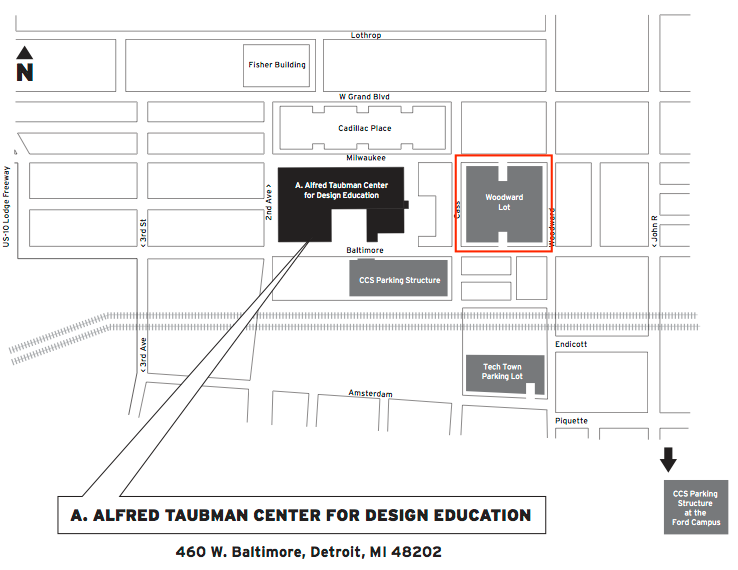 Lothrop
N
Fisher Building
W Grand Blvd
Cadillac Place
Milwaukee
US-10 Lodge Freeway
< 3rd St
2nd Ave >
A. Alfred Taubman Center
for Design Education
Cass
Woodward
Lot
Woodward
< John R
Baltimore
CCS Parking Structure
< 3rd Ave
Endicott
Tech Town
Parking Lot
Amsterdam
Piquette
CCS Parking
Structure
at the
Ford Campus
A. ALFRED TAUBMAN CENTER FOR DESIGN EDUCATION
460 W. Baltimore, Detroit, MI 48202